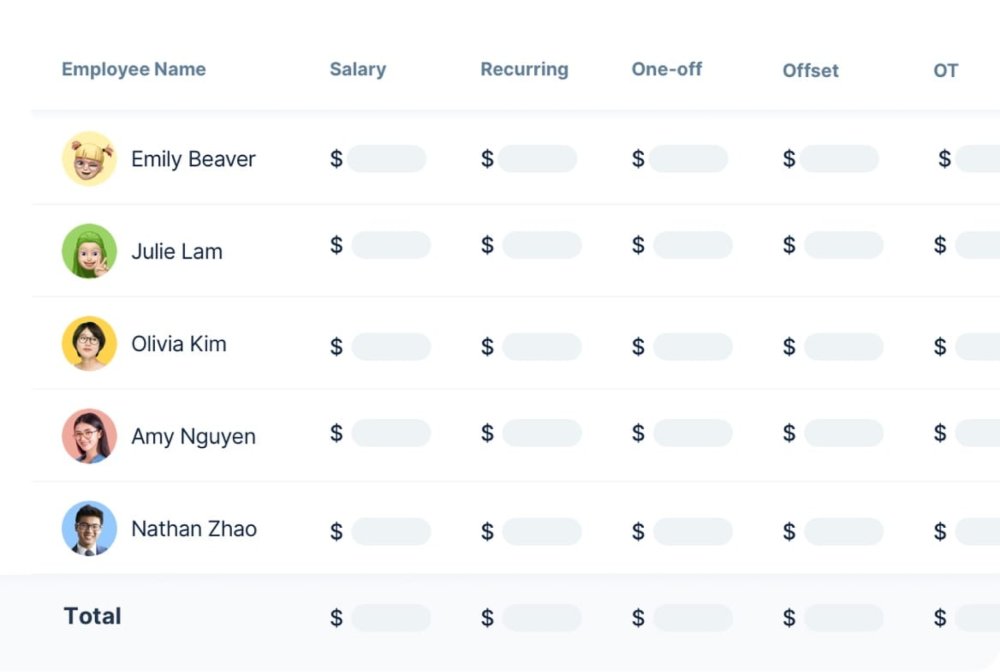 Employee Name Salary Recurring One-off Offset OT
Emily Beaver $ $ $ $ $
Julie Lam $ $ $ $ $
Olivia Kim $ $ $ $ $
Amy Nguyen $ $ $ $ $
Nathan Zhao $ $ $ $ $
Total $ $ $ $ $